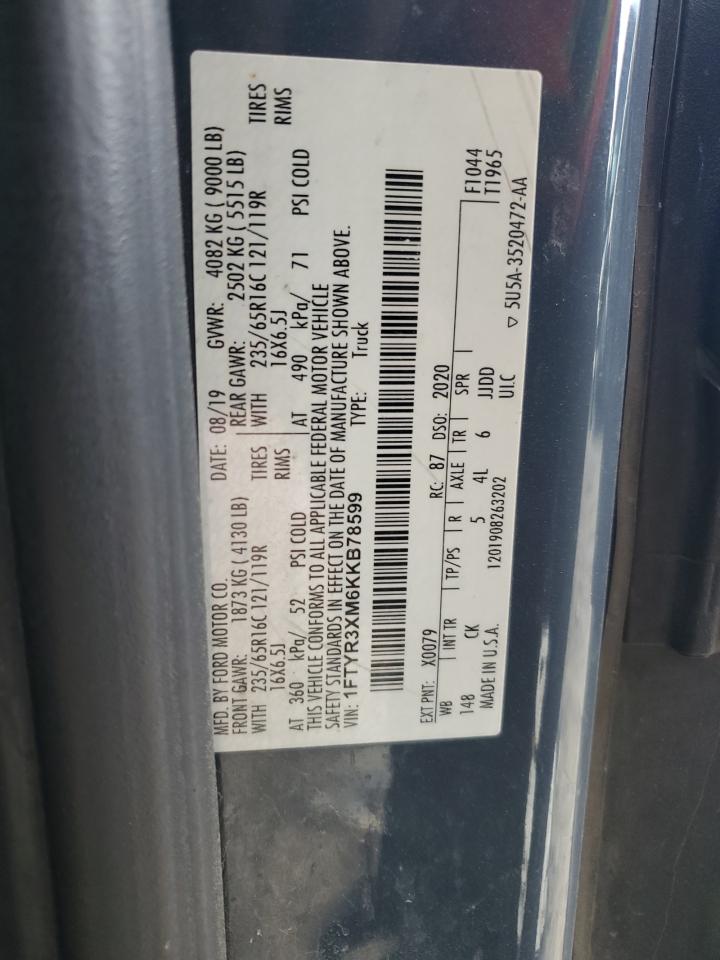 MFD. BY FORD MOTOR CO. DATE: 08/19 GVWR: 4082 KG ( 9000 LB)
FRONT GAWR: 1873 KG ( 4130 LB) REAR GAWR: 2502 KG ( 5515 LB)
WITH 235/65R16C 121/119R TIRES WITH 235/65R16C 121/119R TIRES
16X6.5J RIMS 16X6.5J RIMS
AT 360 kPa/ 52 PSI COLD AT 490 kPa/ 71 PSI COLD
THIS VEHICLE CONFORMS TO ALL APPLICABLE FEDERAL MOTOR VEHICLE
SAFETY STANDARDS IN EFFECT ON THE DATE OF MANUFACTURE SHOWN ABOVE.
VIN: 1FTYR3XM6KKB78599 TYPE: Truck
EXT PNT: X0079 RC: 87 DSO: 2020
WB INT TR TP/PS R AXLE TR SPR F1044
148 CK 5 4L 6 JJDD T1965
MADE IN U.S.A. 1201908263202 UI.C ▽ 5U5A-3520472-AA